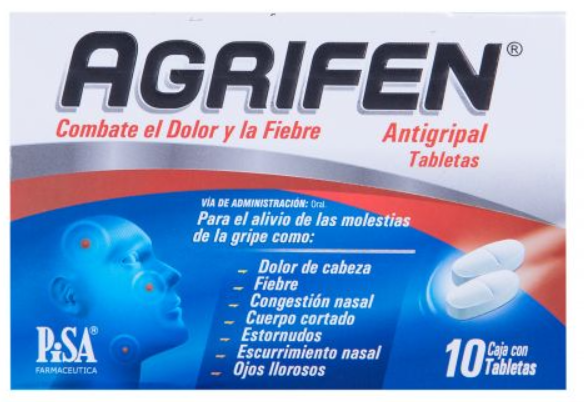 AGRIFEN®
Combate el Dolor y la Fiebre
Antigripal
Tabletas
VÍA DE ADMINISTRACIÓN: Oral.
Para el alivio de las molestias
de la gripe como:
- Dolor de cabeza
- Fiebre
- Congestión nasal
- Cuerpo cortado
- Estornudos
- Escurrimiento nasal
- Ojos llorosos
PiSA®
FARMACEUTICA
10 Caja con
Tabletas